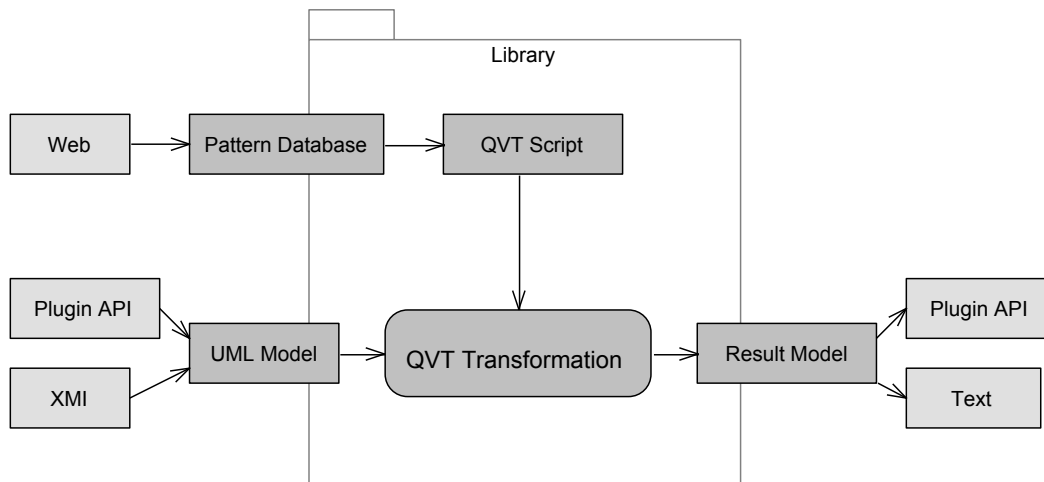 Library
Web
Pattern Database
QVT Script
Plugin API
UML Model
XMI
QVT Transformation
Result Model
Plugin API
Text